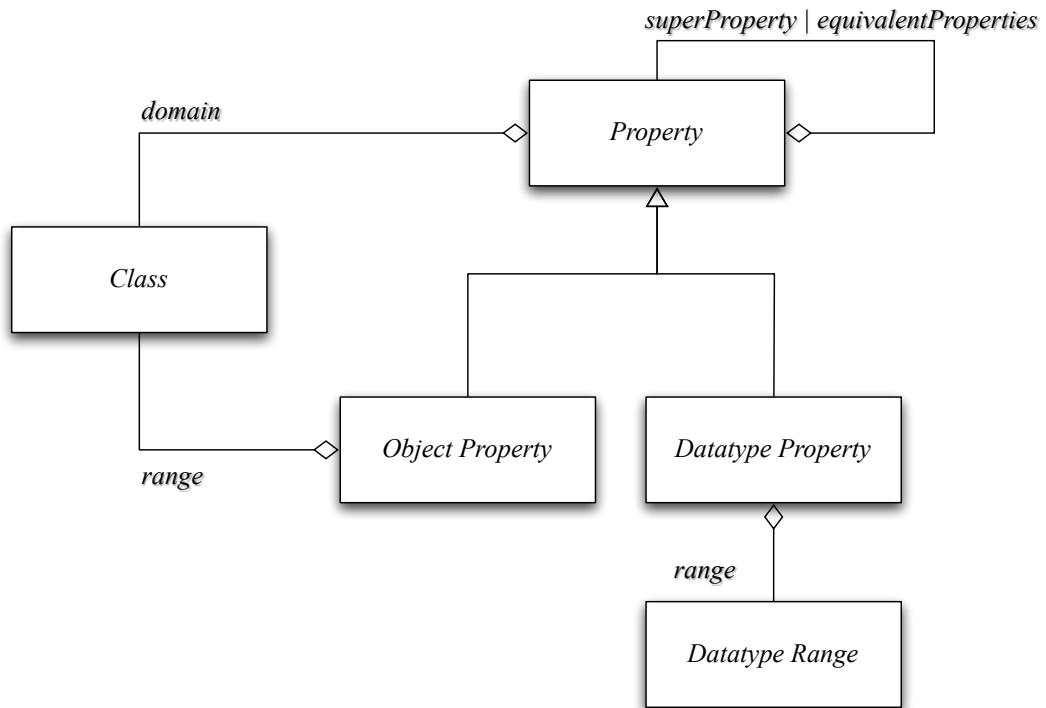 superProperty | equivalentProperties
domain
Property
Class
Object Property
Datatype Property
range
range
Datatype Range